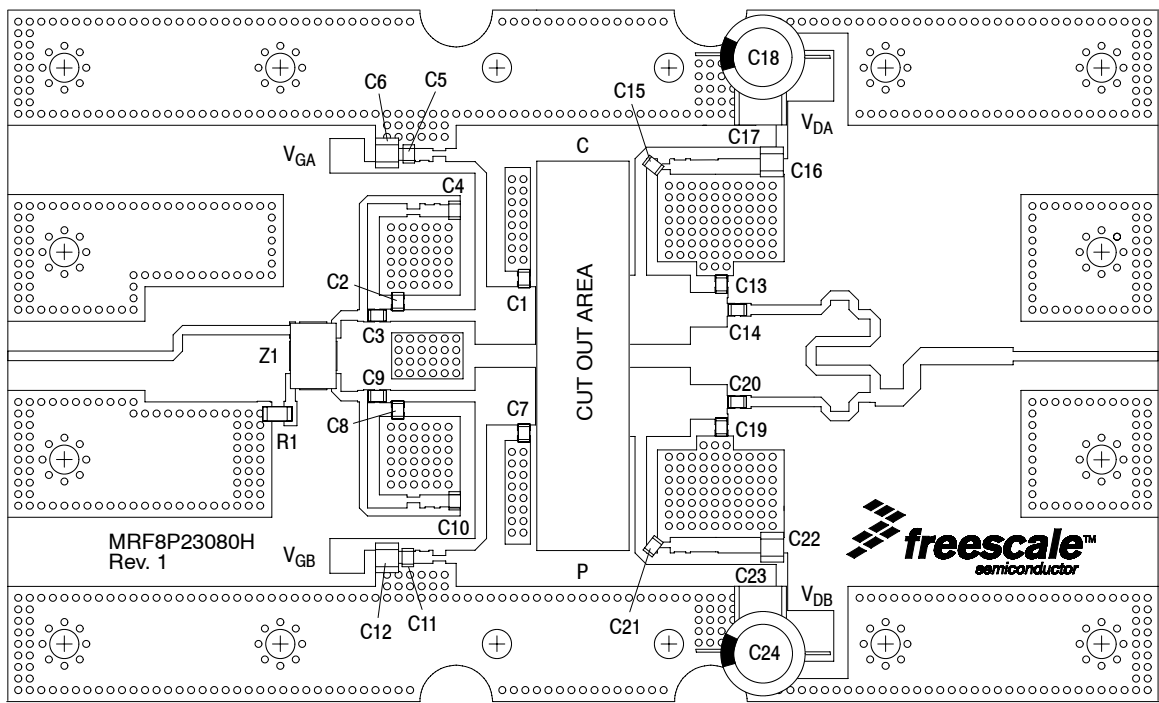 C18
C6
C5
C15
C17
VDA
VGA
C
C16
C4
C2
C1
C13
C3
C14
Z1
CUT OUT AREA
C9
C20
C8
C7
C19
R1
C10
MRF8P23080H
Rev. 1
VGB
C22
freescale™
semiconductor
P
C23
VDB
C12
C11
C21
C24